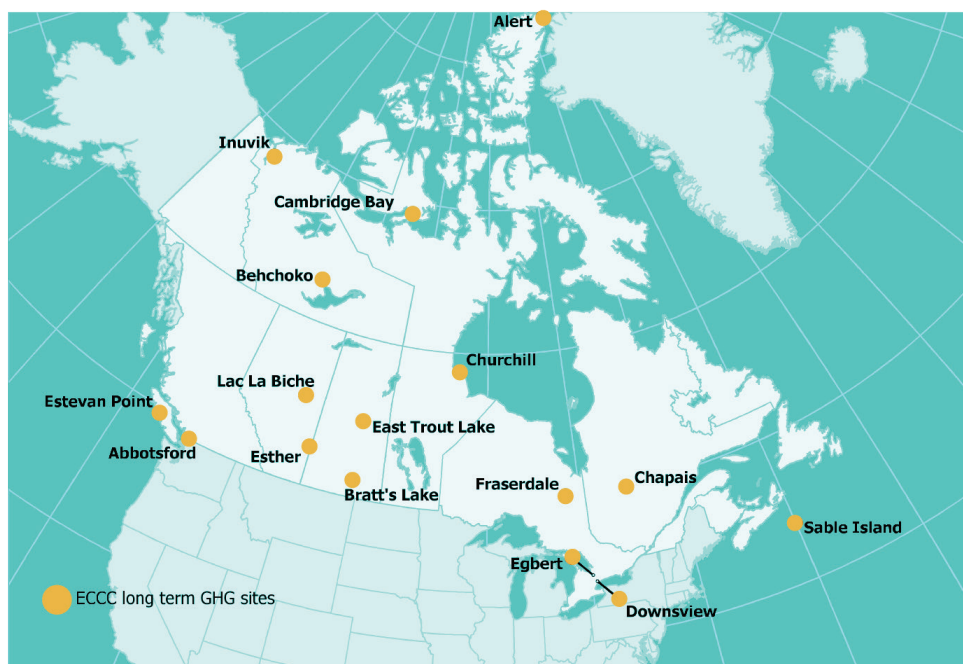 Alert
Inuvik
Cambridge Bay
Behchoko
Churchill
Lac La Biche
Estevan Point
East Trout Lake
Abbotsford
Esther
Bratt's Lake
Fraserdale
Chapais
Sable Island
Egbert
ECCC long term GHG sites
Downsview